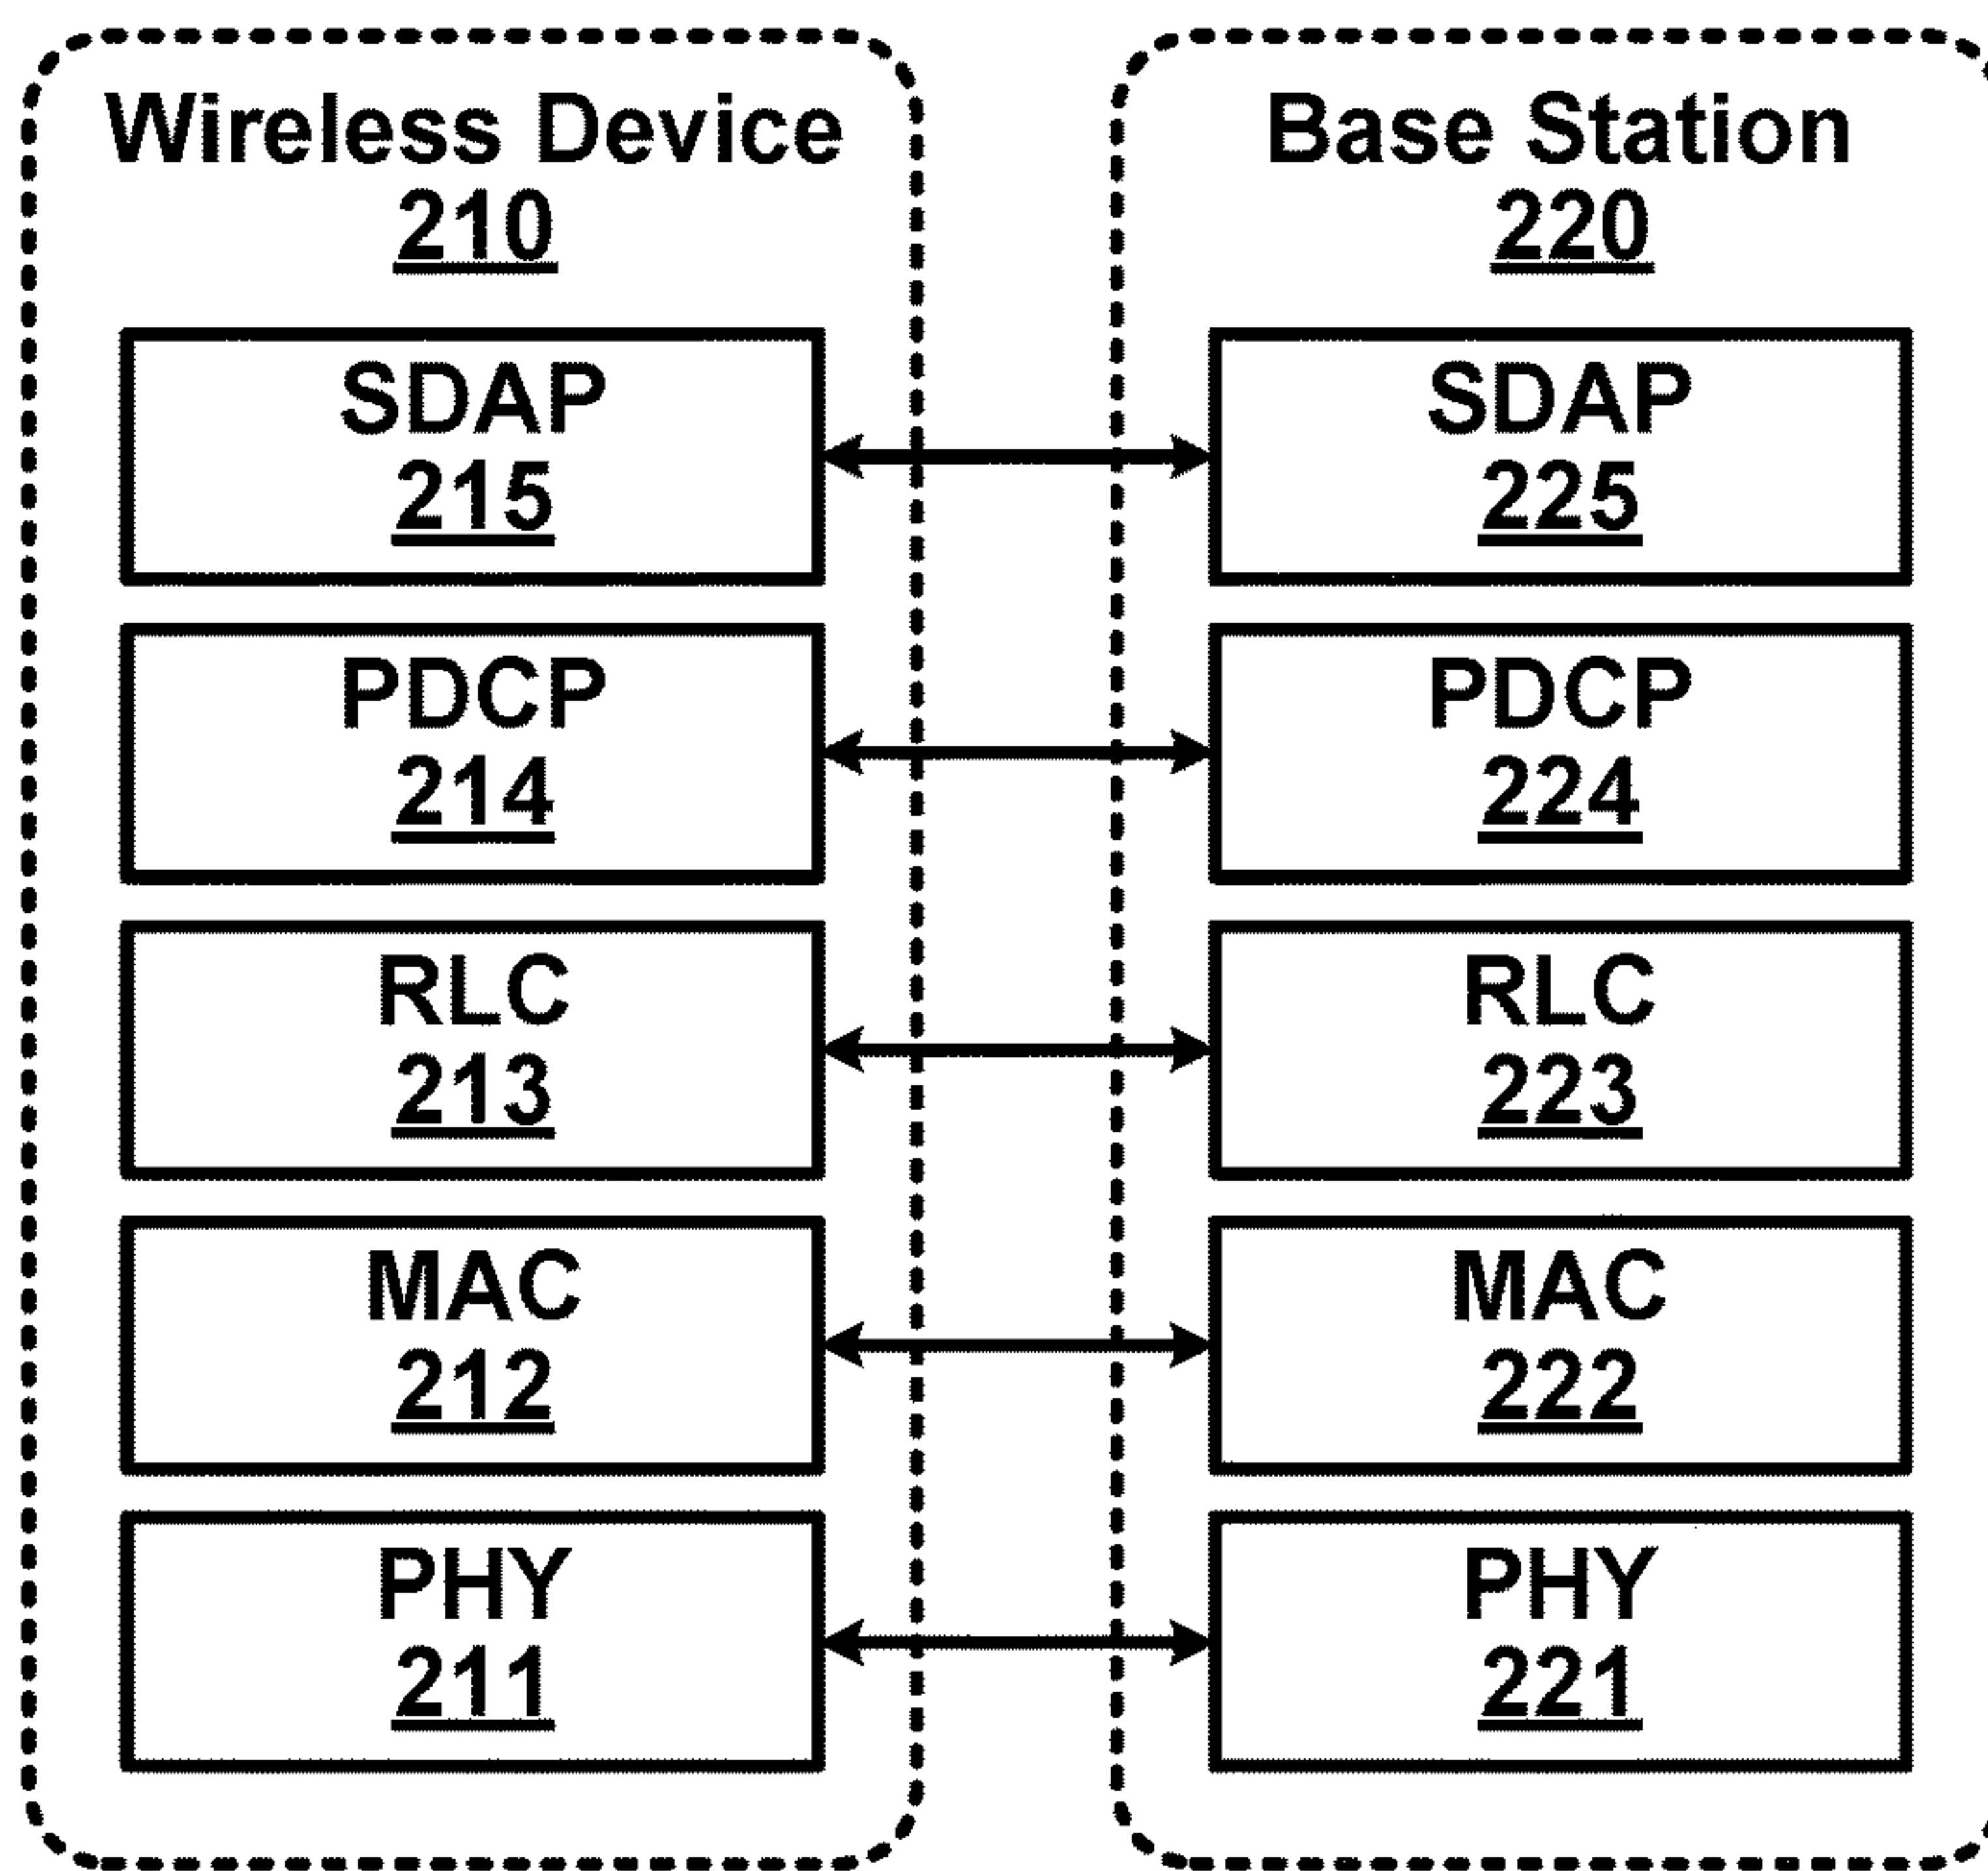 Wireless Device
210
SDAP
215
PDCP
214
RLC
213
MAC
212
PHY
211
Base Station
220
SDAP
225
PDCP
224
RLC
223
MAC
222
PHY
221